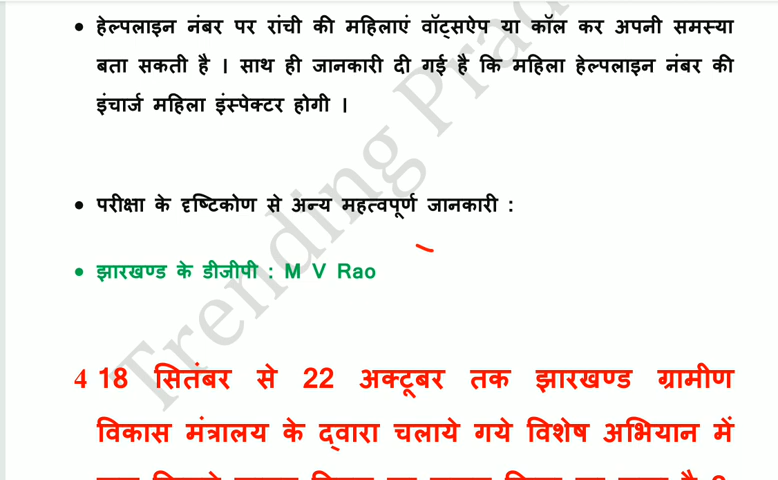 • हेल्पलाइन नंबर पर रांची की महिलाएं वॉट्सऐप या कॉल कर अपनी समस्या
बता सकती है । साथ ही जानकारी दी गई है कि महिला हेल्पलाइन नंबर की
इंचार्ज महिला इंस्पेक्टर होगी ।
• परीक्षा के दृष्टिकोण से अन्य महत्वपूर्ण जानकारी :
• झारखण्ड के डीजीपी : M V Rao
4 18 सितंबर से 22 अक्टूबर तक झारखण्ड ग्रामीण
विकास मंत्रालय के द्वारा चलाये गये विशेष अभियान में
Trending Prad